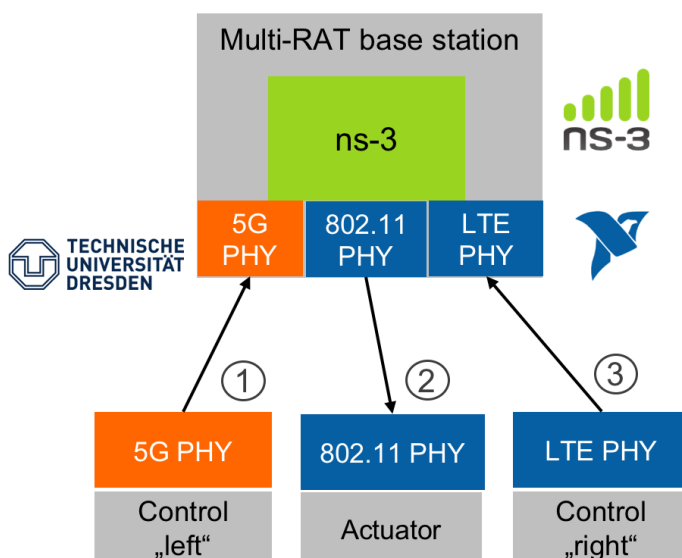 Multi-RAT base station
ns-3
ns-3
5G
PHY
802.11
PHY
LTE
PHY
TECHNISCHE
UNIVERSITÄT
DRESDEN
1
2
3
5G PHY
802.11 PHY
LTE PHY
Control
„left“
Actuator
Control
„right“